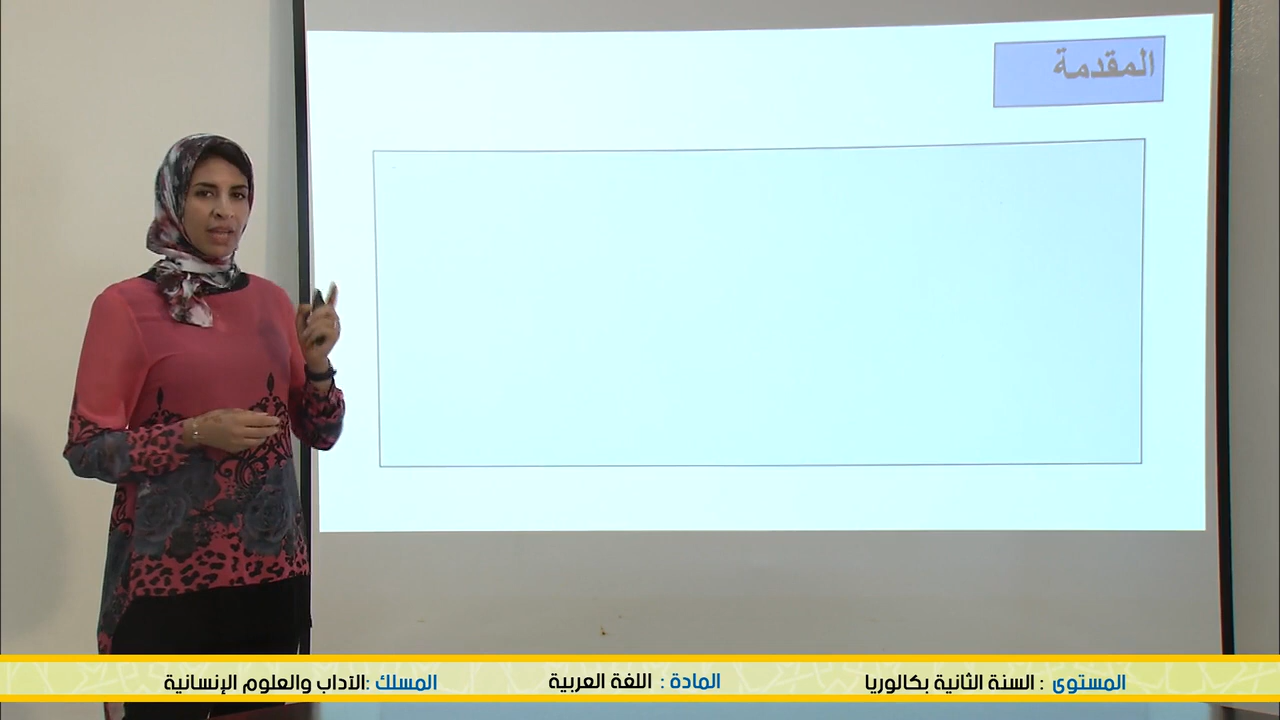 المقدمة
المستوى : السنة الثانية بكالوريا
المادة : اللغة العربية
المسلك :الآداب والعلوم الإنسانية